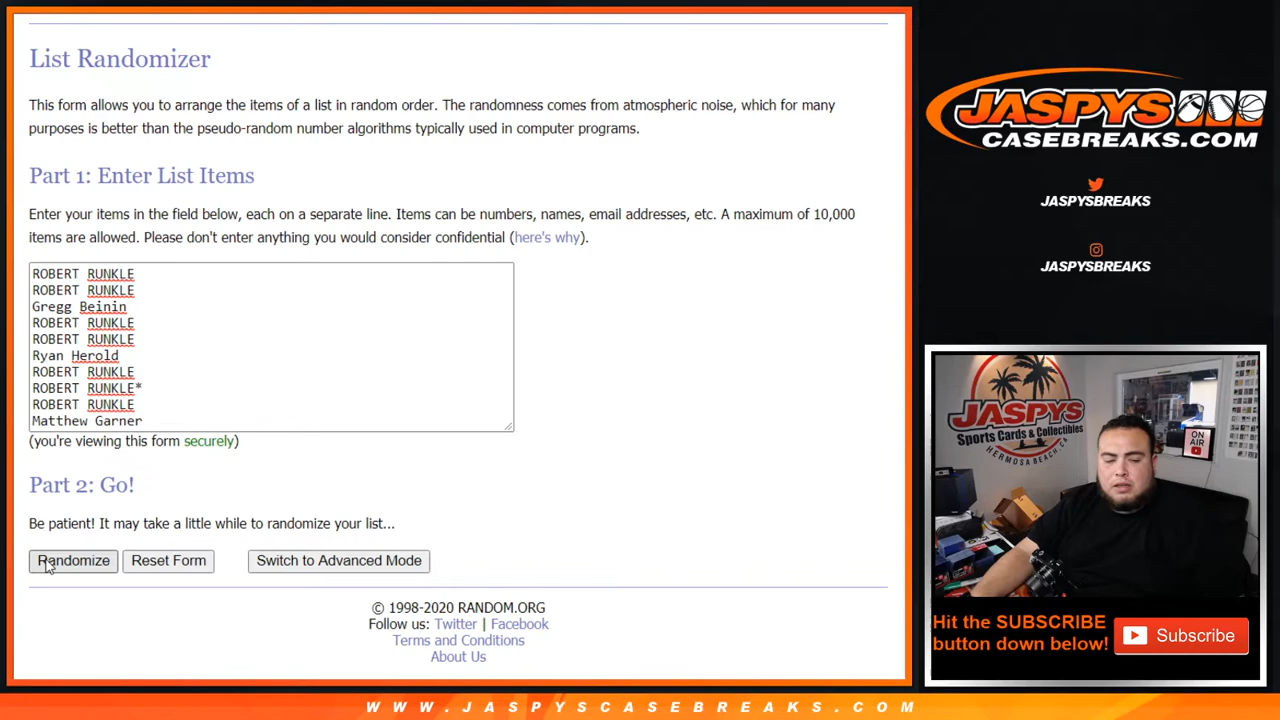 List Randomizer
This form allows you to arrange the items of a list in random order. The randomness comes from atmospheric noise, which for many
purposes is better than the pseudo-random number algorithms typically used in computer programs.
Part 1: Enter List Items
Enter your items in the field below, each on a separate line. Items can be numbers, names, email addresses, etc. A maximum of 10,000
items are allowed. Please don't enter anything you would consider confidential (here's why).
ROBERT RUNKLE
ROBERT RUNKLE
Gregg Beinin
ROBERT RUNKLE
ROBERT RUNKLE
Ryan Herold
ROBERT RUNKLE
ROBERT RUNKLE*
ROBERT RUNKLE
Matthew Garner
(you're viewing this form securely)
Part 2: Go!
Be patient! It may take a little while to randomize your list...
Randomize Reset Form Switch to Advanced Mode
© 1998-2020 RANDOM.ORG
Follow us: Twitter | Facebook
Terms and Conditions
About Us
JASPYS
CASEBREAKS.COM
JASPYSBREAKS
JASPYSBREAKS
JASPYS
Sports Cards & Collectibles
HERMOSA BEACH, CA
ON AIR
Hit the SUBSCRIBE
button down below!
Subscribe
WWW.JASPYSCASEBREAKS.COM